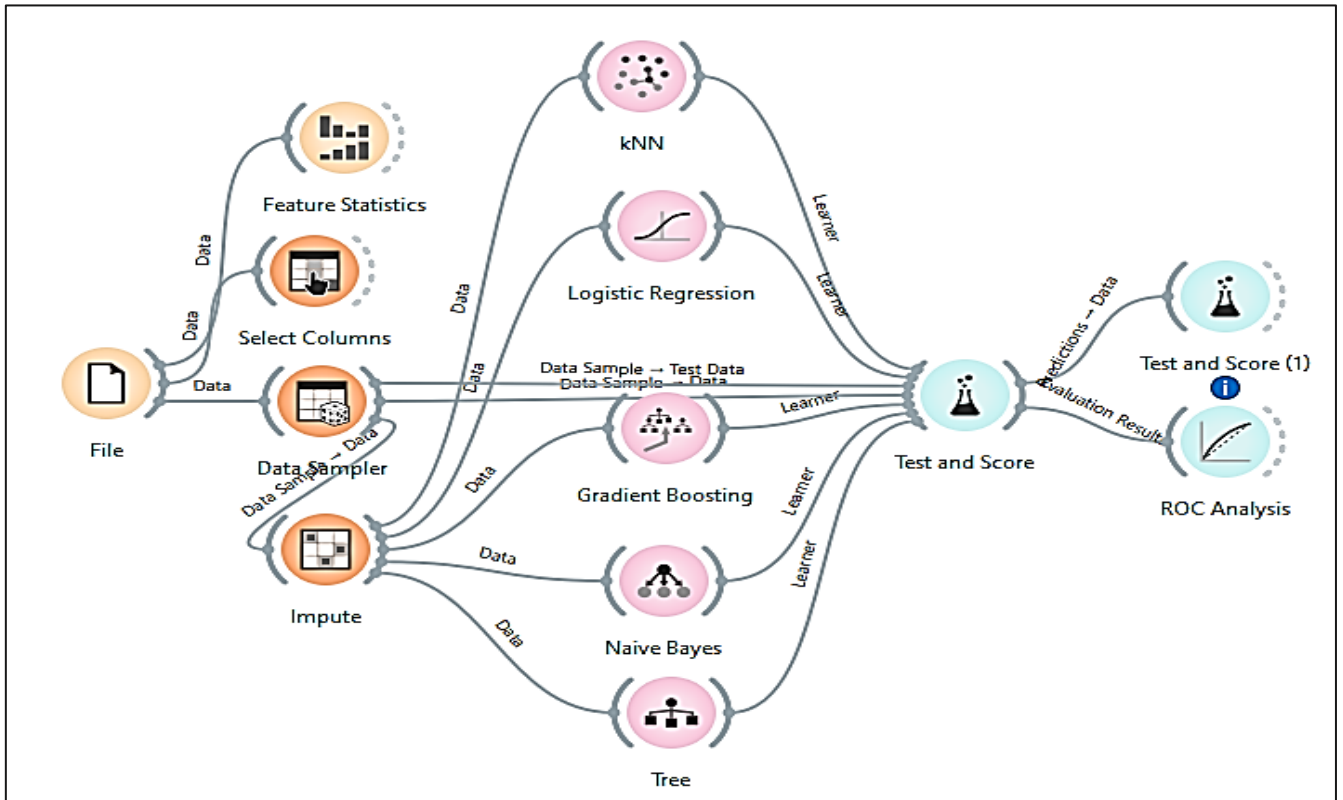 kNN
Data
Learner
Feature Statistics
Data
Data
Learner
Logistic Regression
Select Columns
Data
Predictions → Data
Test and Score (1)
File
Data
Data Sampler
Data Sample → Data
Data Sample → Test Data
Data Sample → Data
Data
Learner
Gradient Boosting
Test and Score
Evaluation Result
ROC Analysis
Impute
Data
Learner
Naive Bayes
Data
Learner
Tree